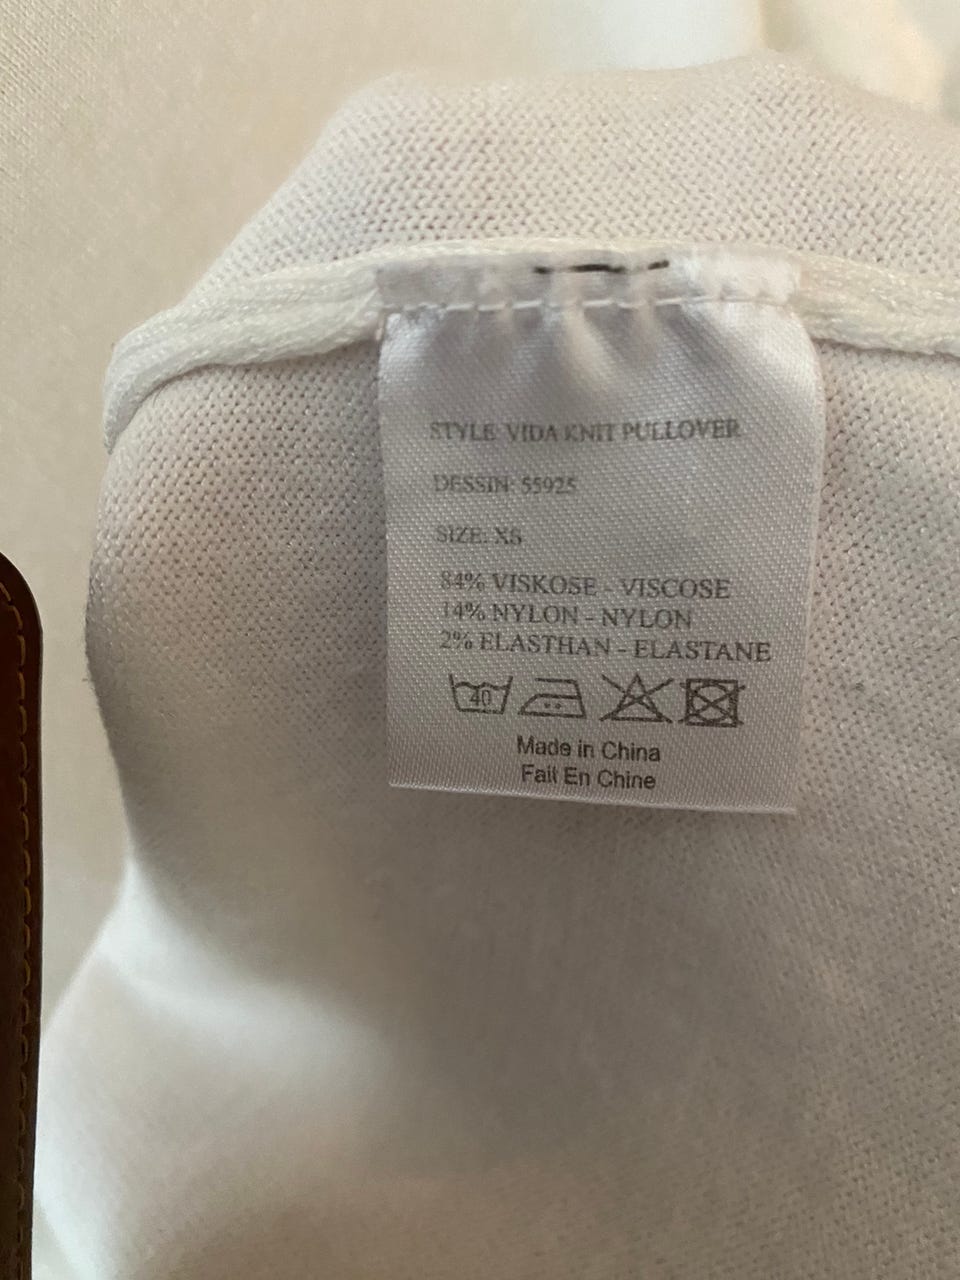 STYLE VIDA KNIT PULLOVER
DESSIN: 55925
SIZE: XS
84% VISKOSE - VISCOSE
14% NYLON - NYLON
2% ELASTHAN - ELASTANE
40
Made in China
Fait En Chine